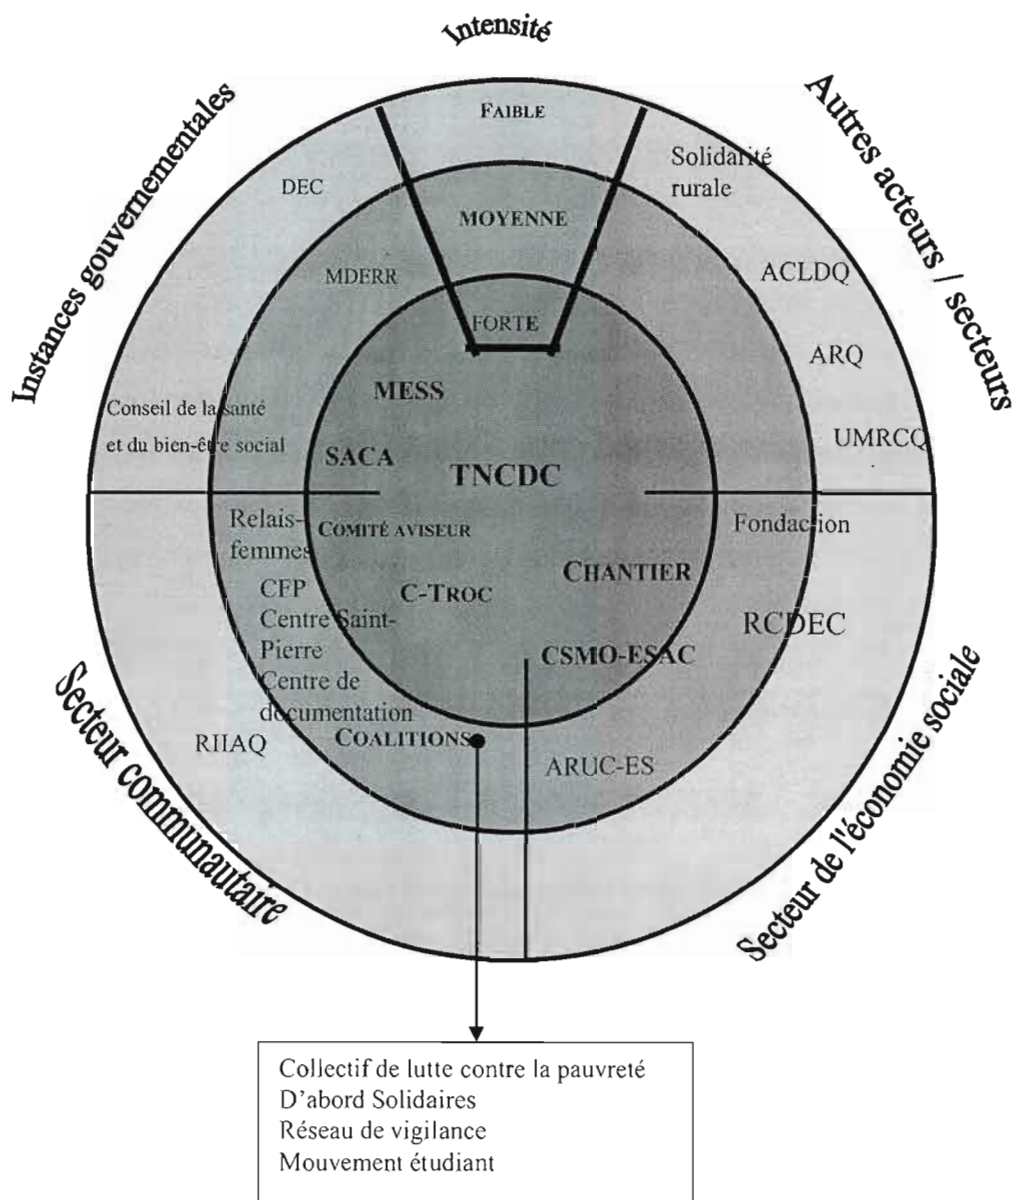 Intensité
Instances gouvernementales
Autres acteurs / secteurs
FAIBLE
Solidarité
rurale
DEC
MOYENNE
MDERR
ACLDQ
FORTE
ARQ
MESS
Conseil de la santé
et du bien-être social
UMRCQ
SACA
TNCDC
Relais-
femmes
COMITÉ AVISEUR
Fondaction
CHANTIER
CFP
C-TROC
Centre Saint-
Pierre
RCDEC
CSMO-ESAC
Centre de
documentation
COALITIONS
RIIAQ
ARUC-ES
Secteur communautaire
Secteur de l'économie sociale
Collectif de lutte contre la pauvreté
D'abord Solidaires
Réseau de vigilance
Mouvement étudiant